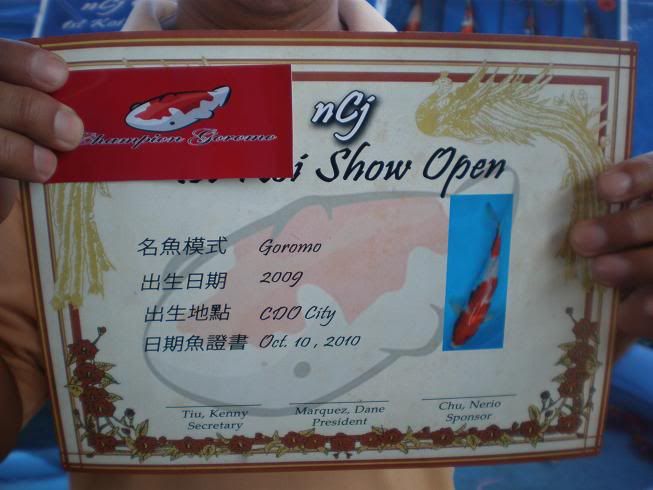 nCj
Champion Goromo
Koi Show Open
名魚模式 Goromo
出生日期 2009
出生地點 CDO City
日期魚證書 Oct. 10, 2010
Tiu, Kenny
Secretary
Marquez, Dane
President
Chu, Nerio
Sponsor